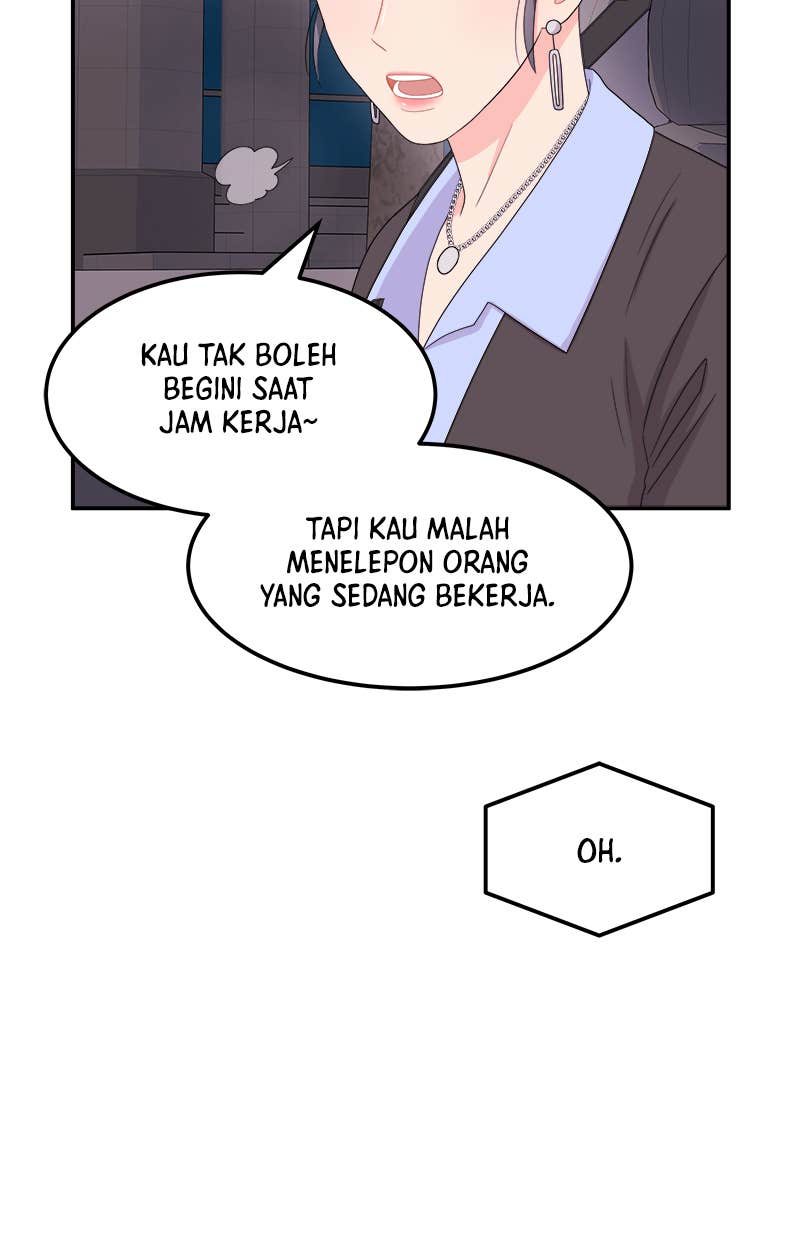 KAU TAK BOLEH
BEGINI SAAT
JAM KERJA~
TAPI KAU MALAH
MENELEPON ORANG
YANG SEDANG BEKERJA.
OH.